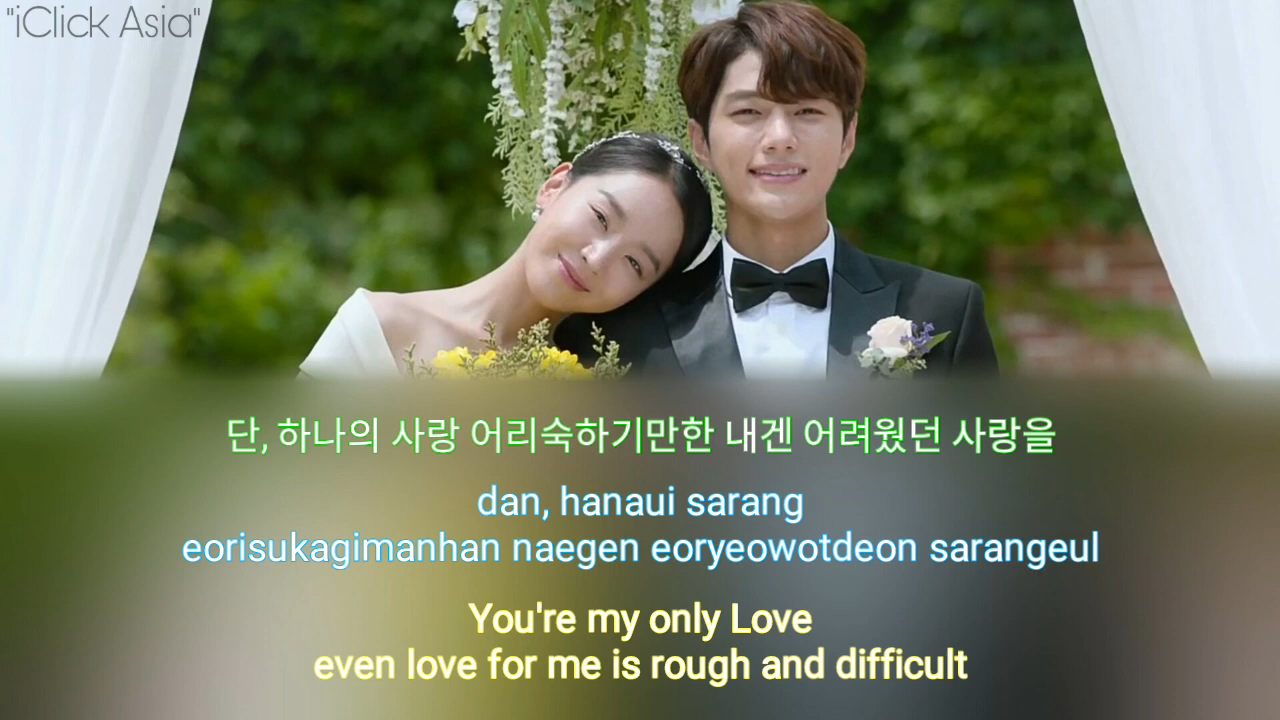 "iClick Asia"
단, 하나의 사랑 어리숙하기만한 내겐 어려웠던 사랑을
dan, hanaui sarang
eorisukagimanhan naegen eoryeowotdeon sarangeul
You're my only Love
even love for me is rough and difficult